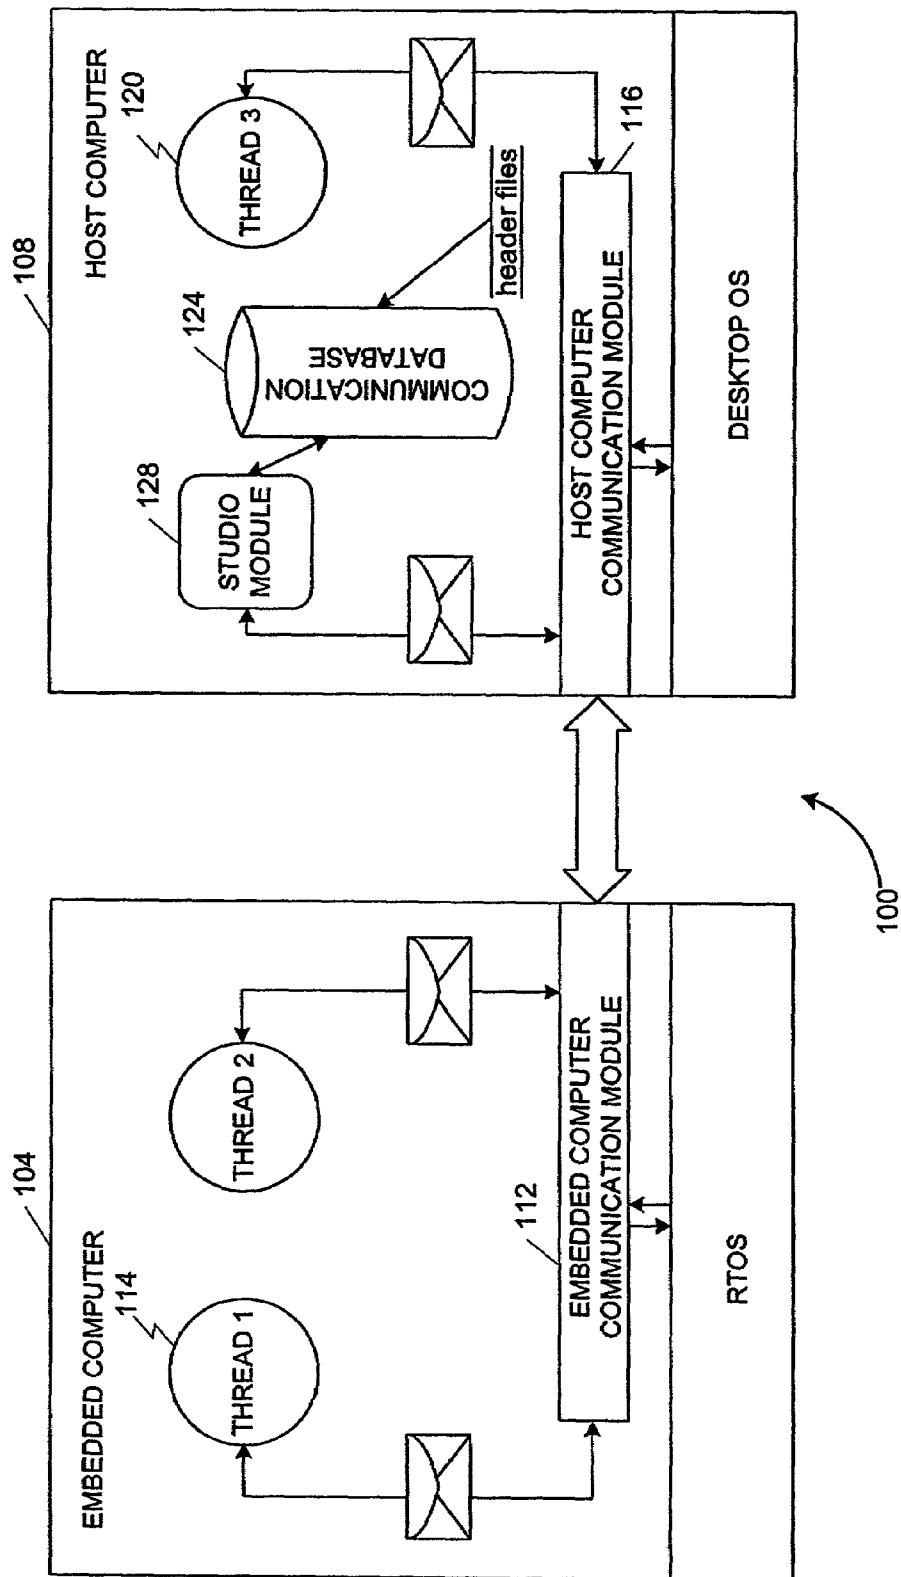 104
EMBEDDED COMPUTER
114
THREAD 1
THREAD 2
112
EMBEDDED COMPUTER
COMMUNICATION MODULE
RTOS
108
HOST COMPUTER
128
STUDIO
MODULE
124
COMMUNICATION
DATABASE
120
THREAD 3
header files
116
HOST COMPUTER
COMMUNICATION MODULE
DESKTOP OS
100